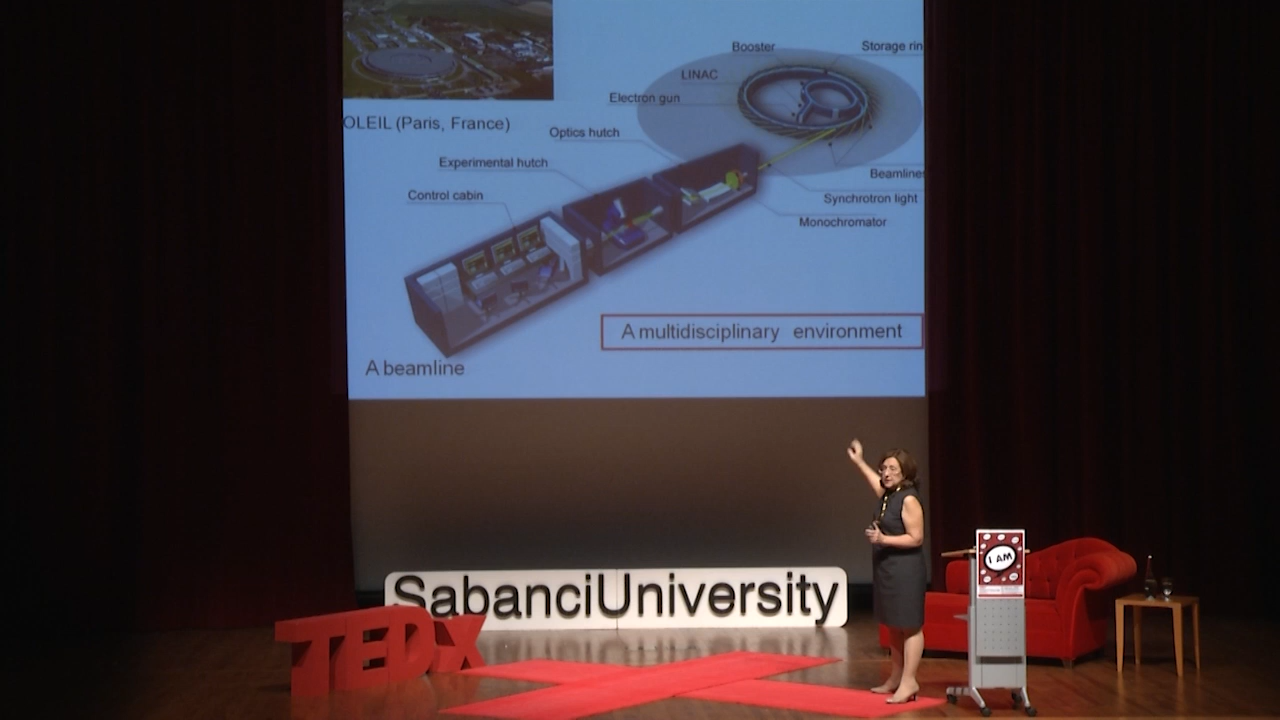 Booster
Storage rin
LINAC
Electron gun
OLEIL (Paris, France)
Optics hutch
Experimental hutch
Beamlines
Control cabin
Synchrotron light
Monochromator
A multidisciplinary environment
A beamline
I AM
SabanciUniversity
TEDx